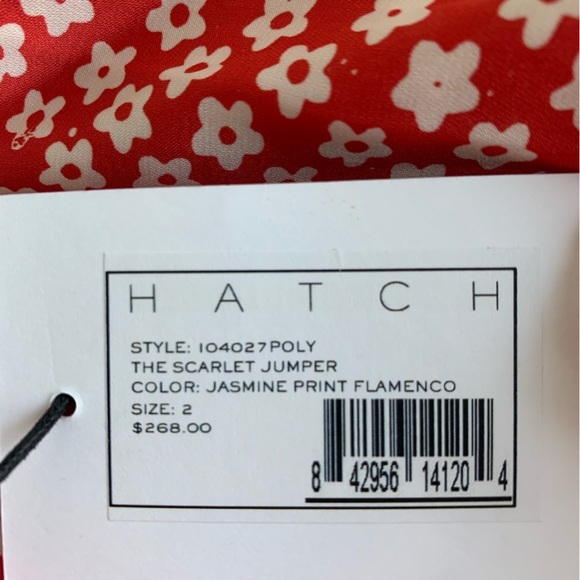 HATCH
STYLE: 104027POLY
THE SCARLET JUMPER
COLOR: JASMINE PRINT FLAMENCO
SIZE: 2
$268.00
8 42956 14120 4